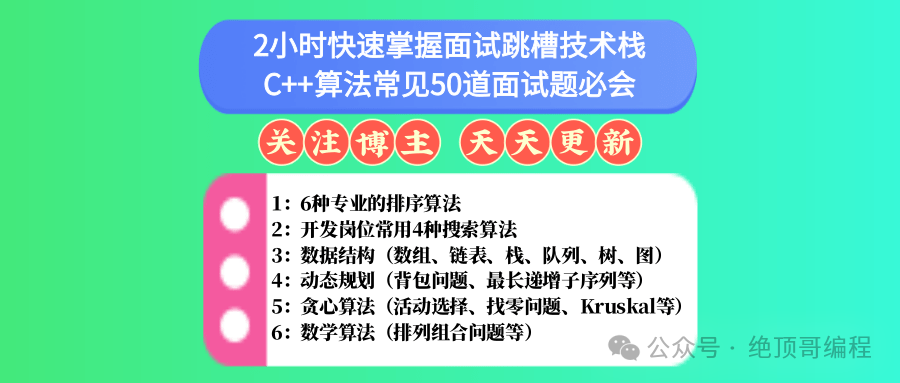 2小时快速掌握面试跳槽技术栈
C++算法常见50道面试题必会
关注博主 天天更新
1：6种专业的排序算法
2：开发岗位常用4种搜索算法
3：数据结构（数组、链表、栈、队列、树、图）
4：动态规划（背包问题、最长递增子序列等）
5：贪心算法（活动选择、找零问题、Kruskal等）
6：数学算法（排列组合问题等）
公众号 · 绝顶哥编程